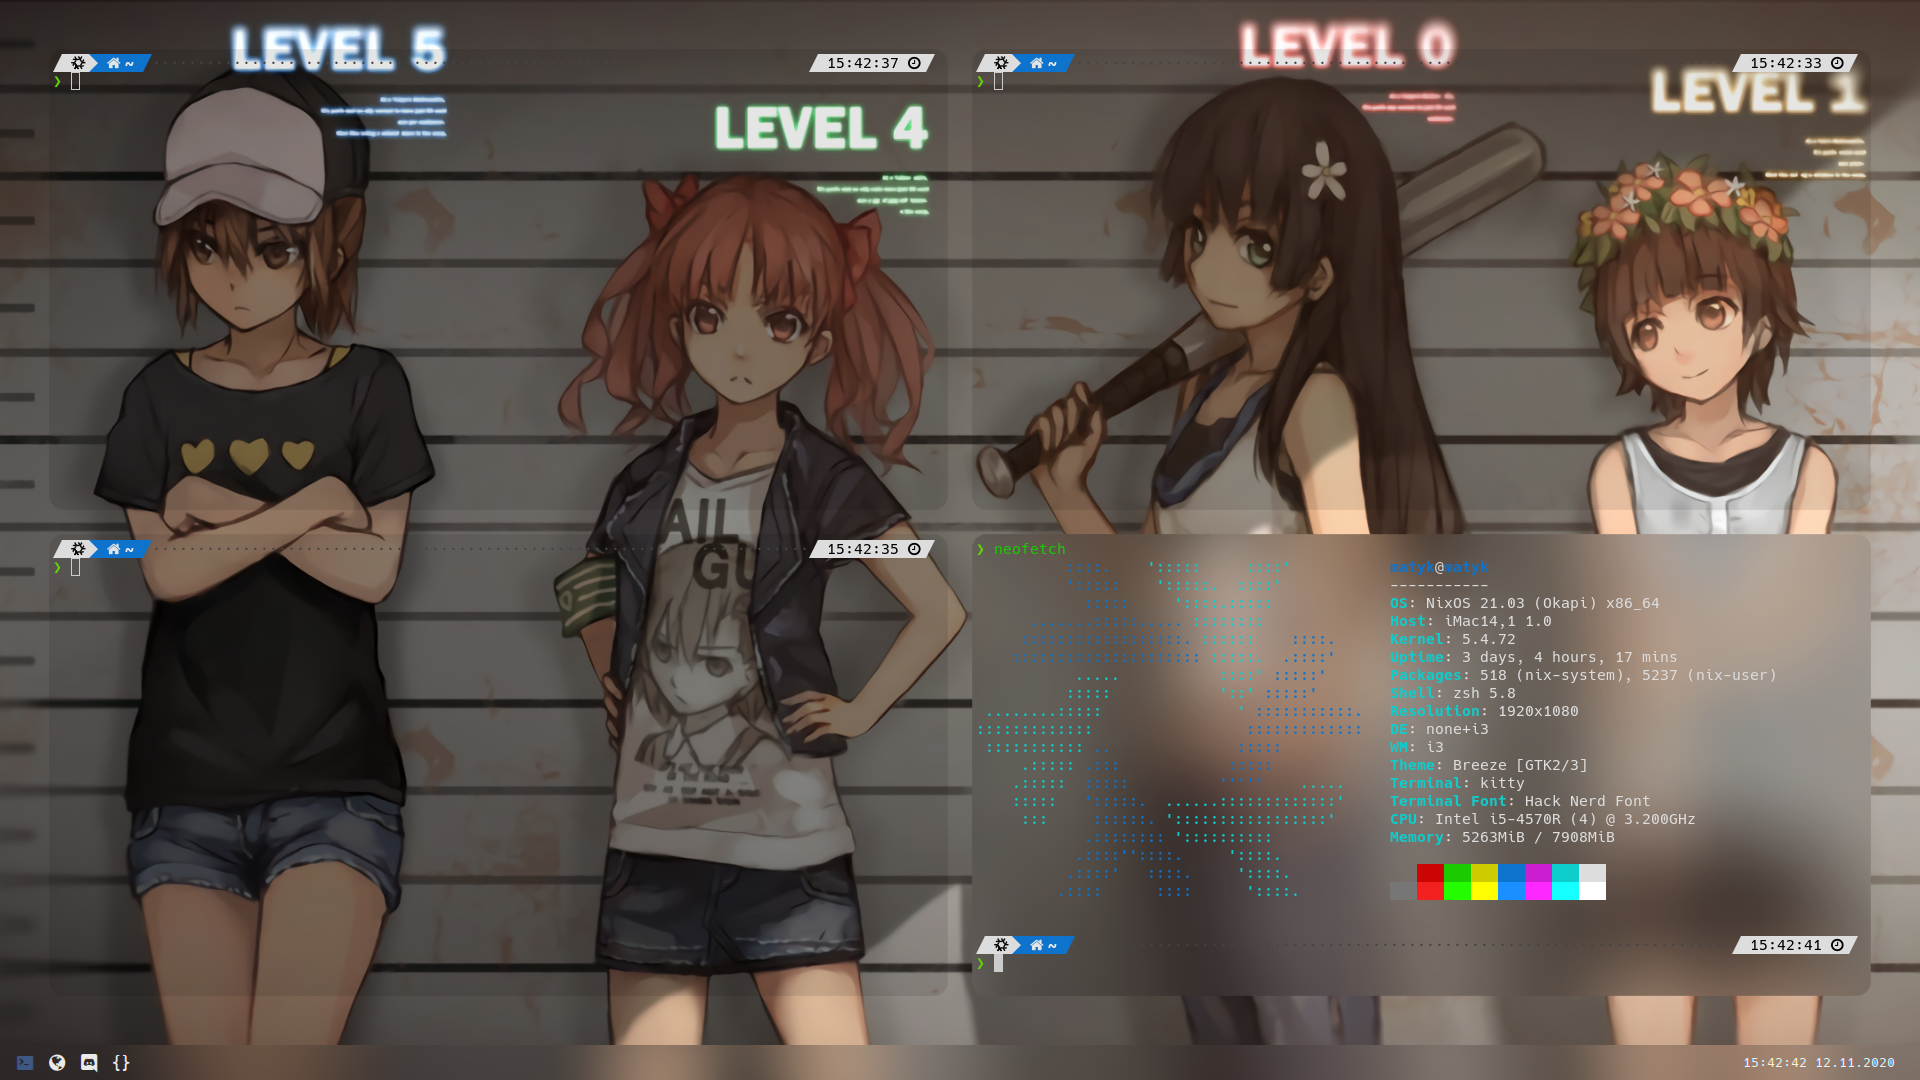 LEVEL 5
LEVEL 0
~
15:42:37
~
15:42:33
❯
❯
LEVEL 1
LEVEL 4
AII
GU
~
15:42:35
❯
❯ neofetch
matyk@matyk
-----------
OS: NixOS 21.03 (Okapi) x86_64
Host: iMac14,1 1.0
Kernel: 5.4.72
Uptime: 3 days, 4 hours, 17 mins
Packages: 518 (nix-system), 5237 (nix-user)
Shell: zsh 5.8
Resolution: 1920x1080
DE: none+i3
WM: i3
Theme: Breeze [GTK2/3]
Terminal: kitty
Terminal Font: Hack Nerd Font
CPU: Intel i5-4570R (4) @ 3.200GHz
Memory: 5263MiB / 7908MiB
~
15:42:41
❯
{}
15:42:42 12.11.2020